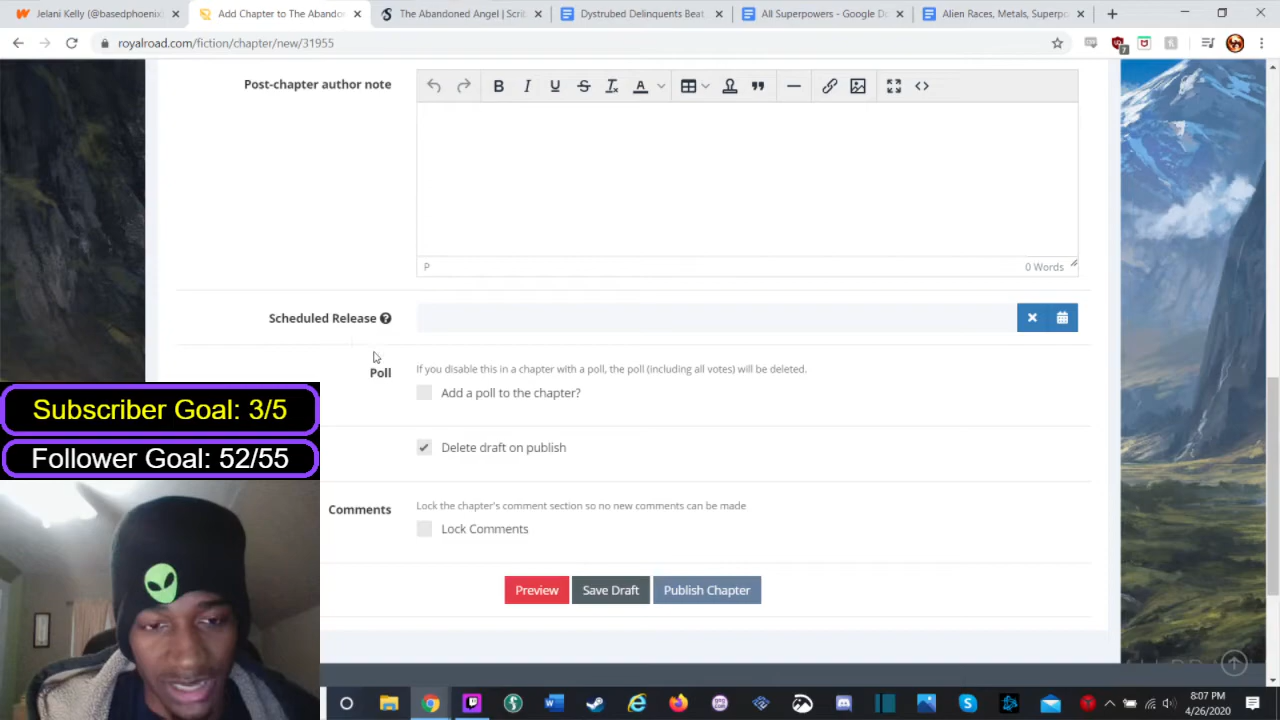 Jelani Kelly (@basedphoenix
Add Chapter to The Abandon
The Abandoned Angel | Scri
Dystrubed Delinquents Beat
All Superpowers - Google Do
Alien Races, Metals, Superpo
royalroad.com/fiction/chapter/new/31955
7
Post-chapter author note
P
0 Words
Scheduled Release
Poll
If you disable this in a chapter with a poll, the poll (including all votes) will be deleted.
Add a poll to the chapter?
Subscriber Goal: 3/5
Delete draft on publish
Follower Goal: 52/55
Comments
Lock the chapter's comment section so no new comments can be made
Lock Comments
Preview
Save Draft
Publish Chapter
8:07 PM
4/26/2020